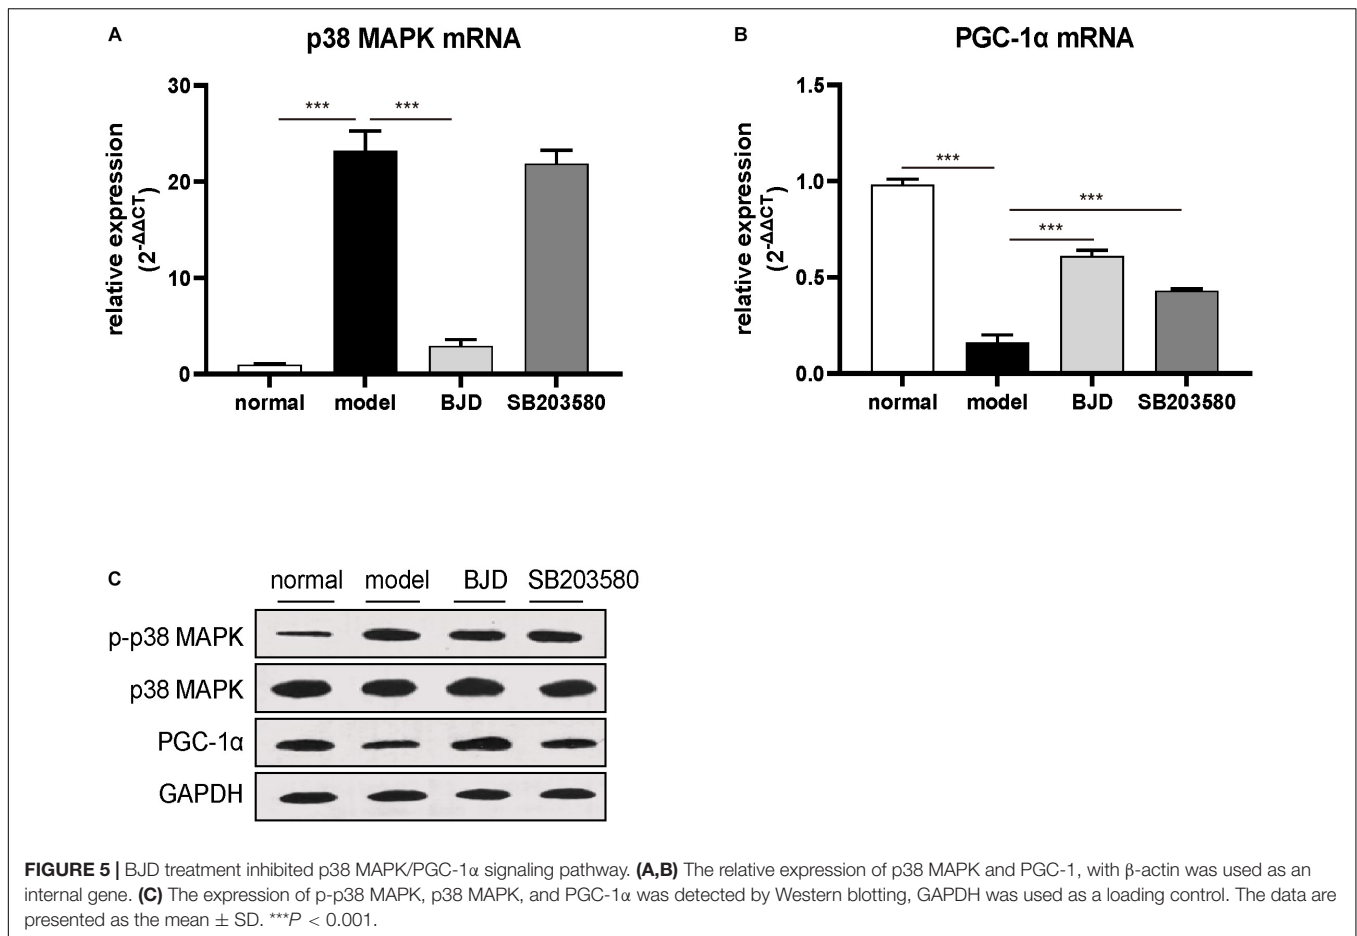 A
p38 MAPK mRNA
relative expression
(2-ΔΔCT)
30
20
10
0
***
***
normal model BJD SB203580
B
PGC-1α mRNA
relative expression
(2-ΔΔCT)
1.5
1.0
0.5
0.0
***
***
***
normal model BJD SB203580
C
normal model BJD SB203580
p-p38 MAPK
p38 MAPK
PGC-1α
GAPDH
FIGURE 5 | BJD treatment inhibited p38 MAPK/PGC-1α signaling pathway. (A,B) The relative expression of p38 MAPK and PGC-1, with β-actin was used as an
internal gene. (C) The expression of p-p38 MAPK, p38 MAPK, and PGC-1α was detected by Western blotting, GAPDH was used as a loading control. The data are
presented as the mean ± SD. ***P < 0.001.